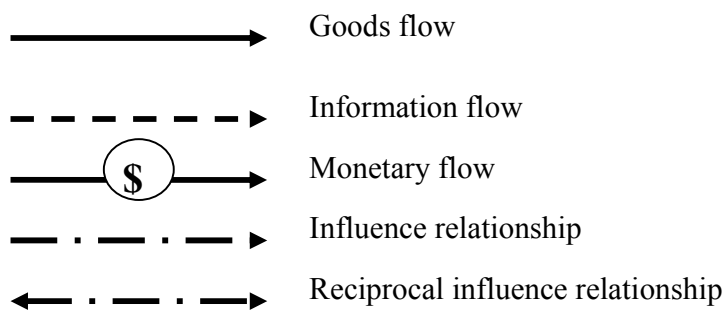 Goods flow
Information flow
$ Monetary flow
Influence relationship
Reciprocal influence relationship